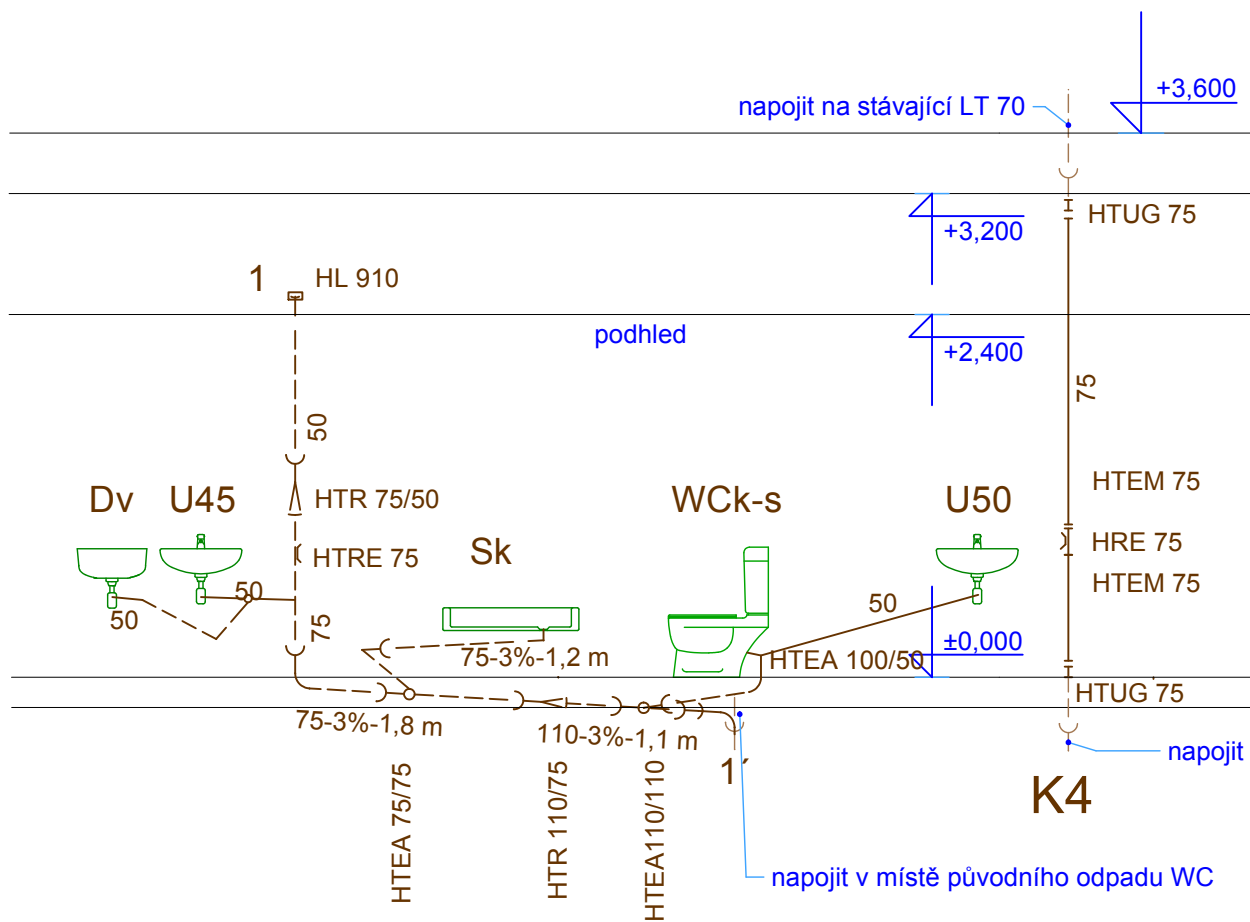 +3,600
napojit na stávající LT 70
HTUG 75
+3,200
1
HL 910
podhled
+2,400
75
50
Dv
U45
HTR 75/50
WCk-s
U50
HTEM 75
HTRE 75
Sk
HRE 75
HTEM 75
50
50
50
75
75-3%-1,2 m
±0,000
HTEA 100/50
HTUG 75
75-3%-1,8 m
110-3%-1,1 m
1´
napojit
K4
HTEA 75/75
HTR 110/75
HTEA110/110
napojit v místě původního odpadu WC